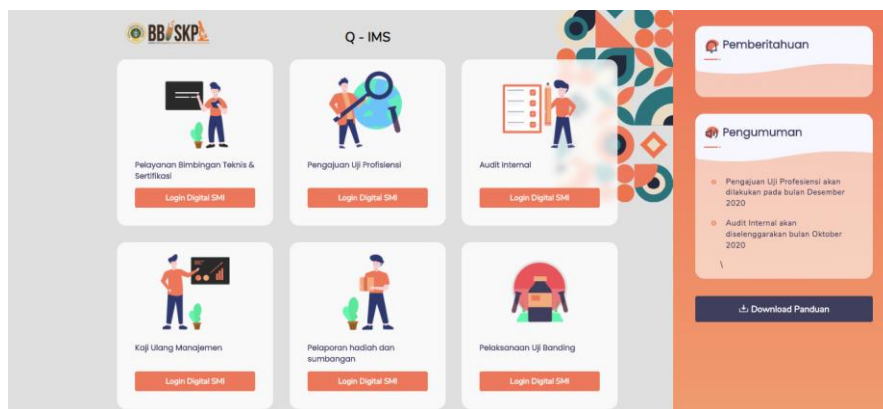 BBUSKP
Q - IMS
Pelayanan Bimbingan Teknis &
Sertifikasi
Login Digital SMI
Pengajuan Uji Profisiensi
Login Digital SMI
Audit Internal
Login Digital SMI
Kaji Ulang Manajemen
Login Digital SMI
Pelaporan hadiah dan
sumbangan
Login Digital SMI
Pelaksanaan Uji Banding
Login Digital SMI
Pemberitahuan
Pengumuman
Pengajuan Uji Profesiensi akan
dilakukan pada bulan Desember
2020
Audit Internal akan
diselenggarakan bulan Oktober
2020
\
Download Panduan